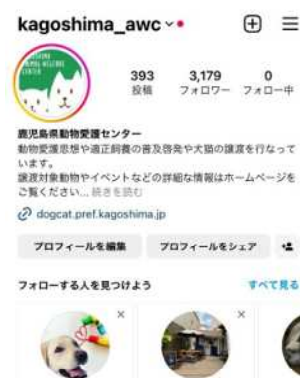 kagoshima_awc
KAGOSHIMA
ANIMAL WELFARE
CENTER
393 3,179 0
投稿 フォロワー フォロー中
鹿児島県動物愛護センター
動物愛護思想や適正飼養の普及啓発や犬猫の譲渡を行なって
います。
譲渡対象動物やイベントなどの詳細な情報はホームページを
ご覧ください... 続きを読む
dogcat.pref.kagoshima.jp
プロフィールを編集 プロフィールをシェア
フォローする人を見つけよう すべて見る